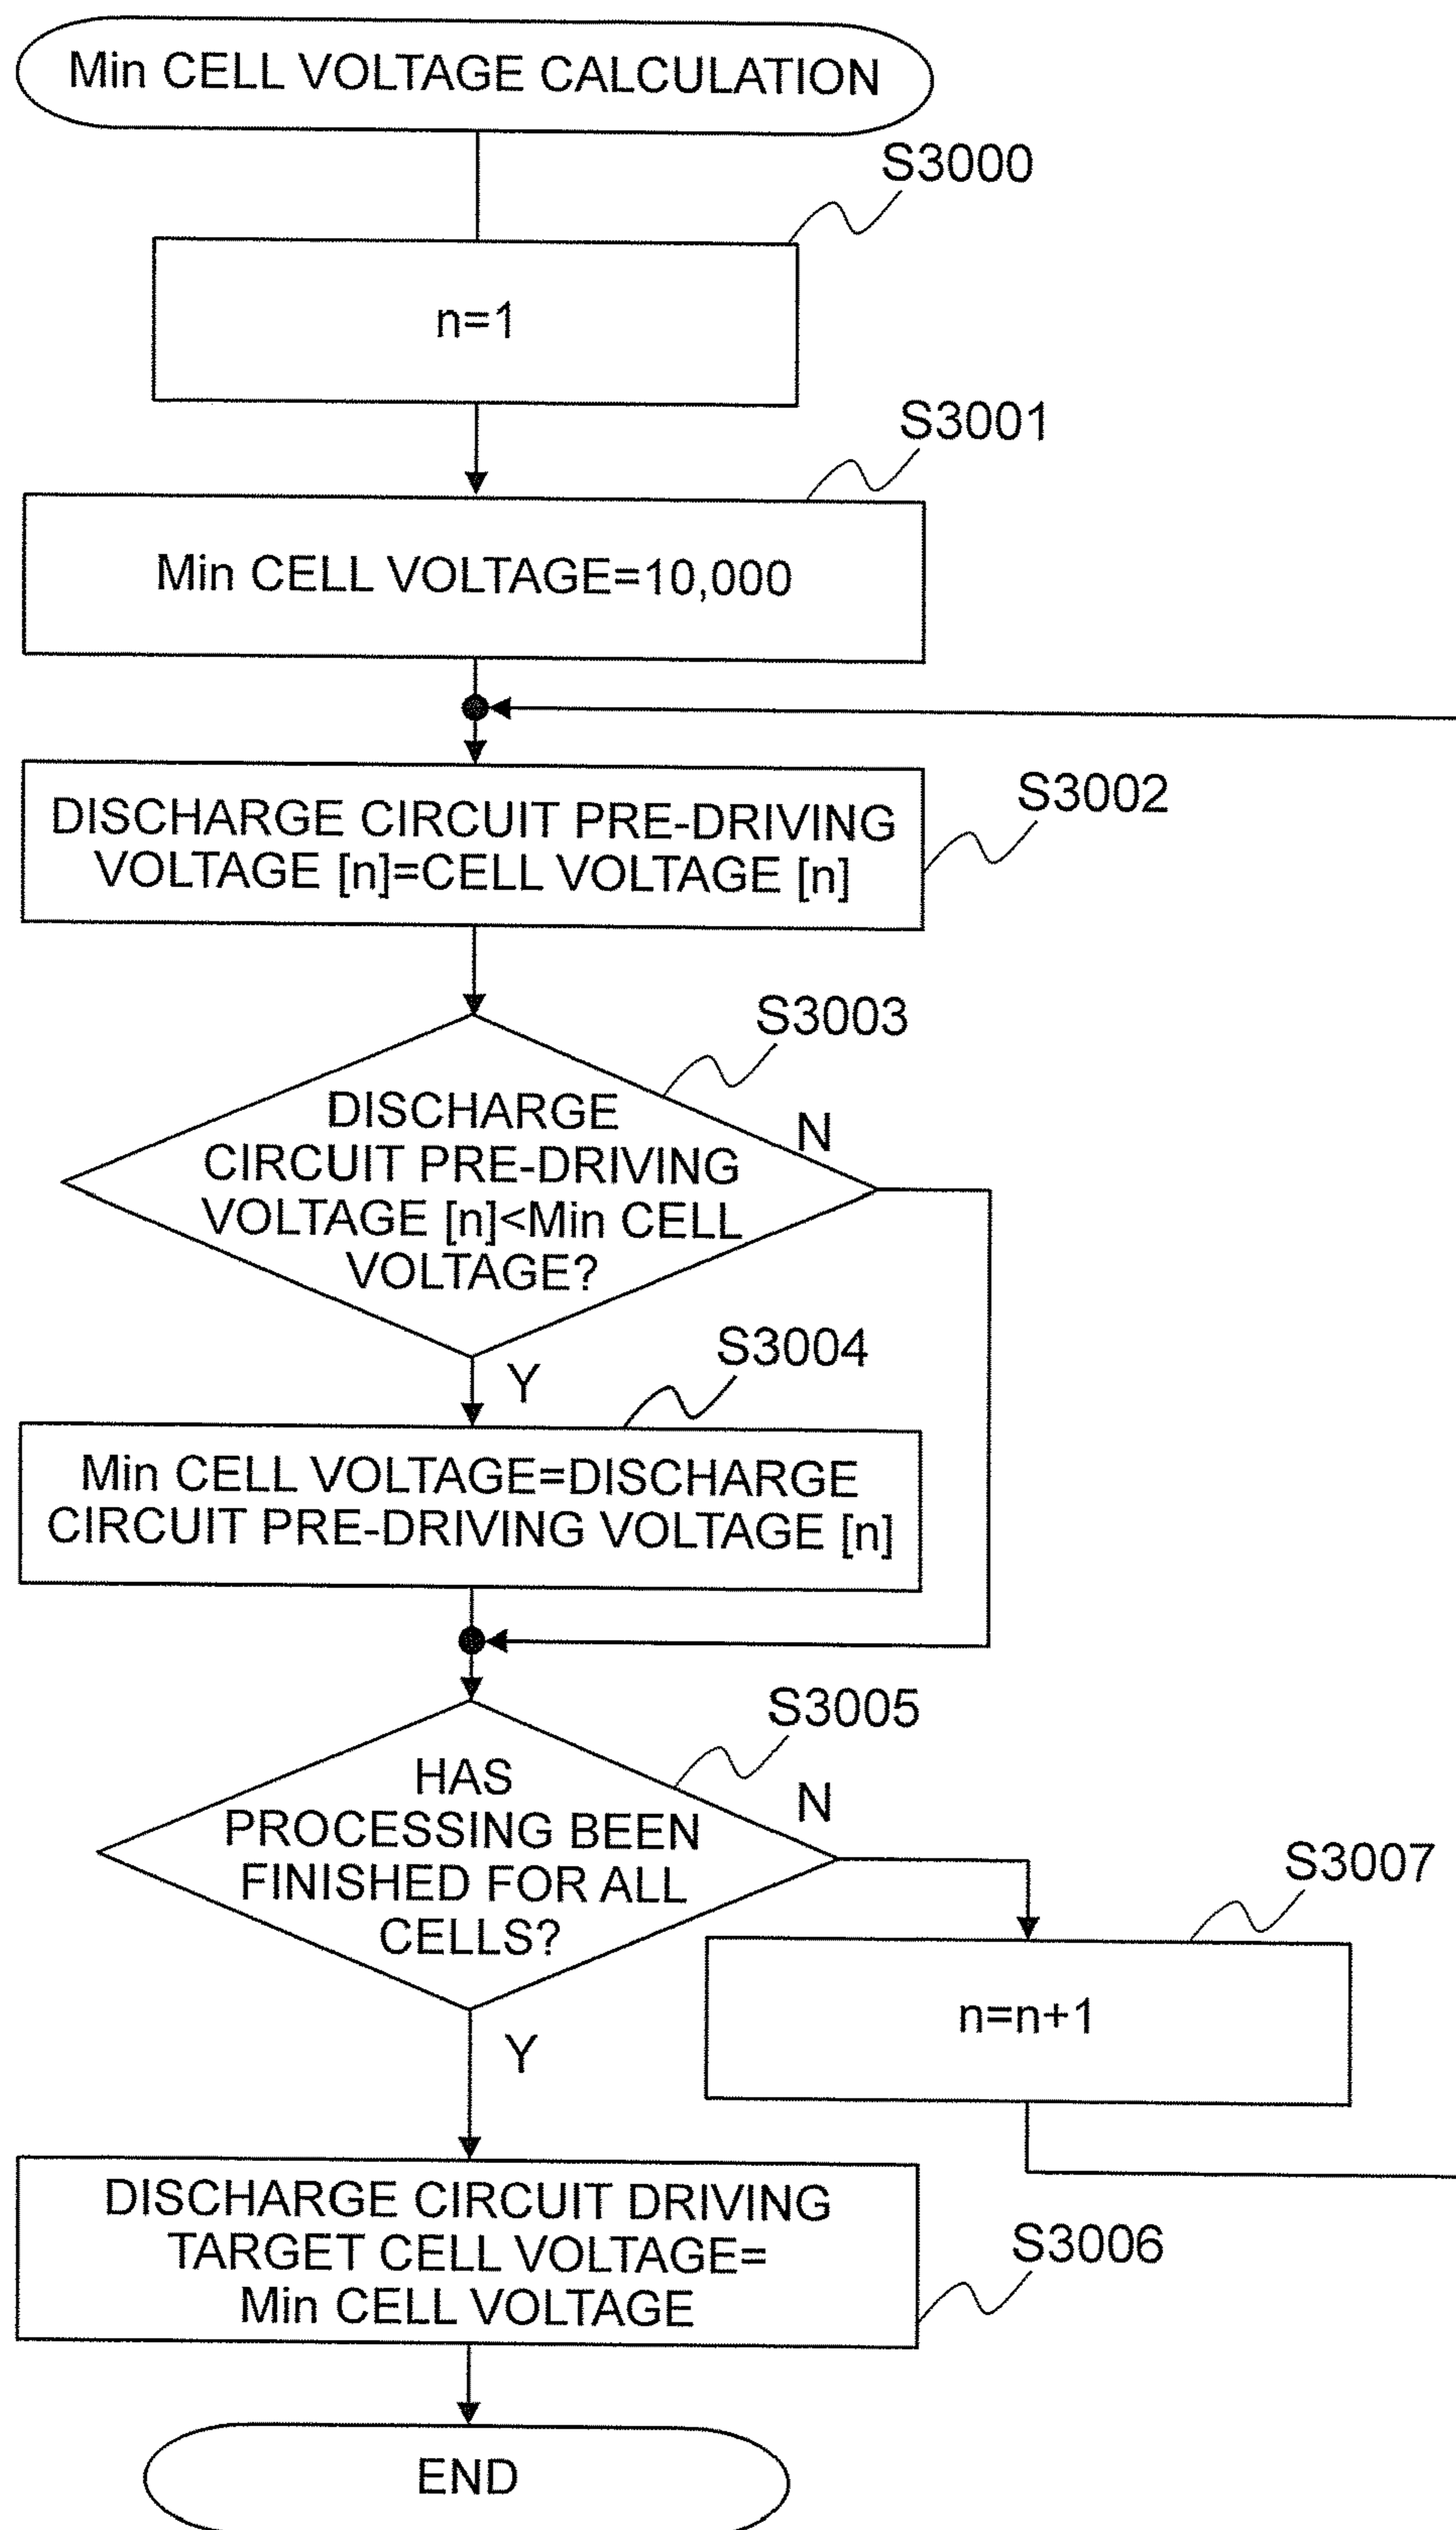 Min CELL VOLTAGE CALCULATION
S3000
n=1
S3001
Min CELL VOLTAGE=10,000
DISCHARGE CIRCUIT PRE-DRIVING
VOLTAGE [n]=CELL VOLTAGE [n]
S3002
S3003
DISCHARGE
CIRCUIT PRE-DRIVING
VOLTAGE [n]<Min CELL
VOLTAGE?
N
Y
S3004
Min CELL VOLTAGE=DISCHARGE
CIRCUIT PRE-DRIVING VOLTAGE [n]
S3005
HAS
PROCESSING BEEN
FINISHED FOR ALL
CELLS?
N
Y
S3007
n=n+1
DISCHARGE CIRCUIT DRIVING
TARGET CELL VOLTAGE=
Min CELL VOLTAGE
S3006
END